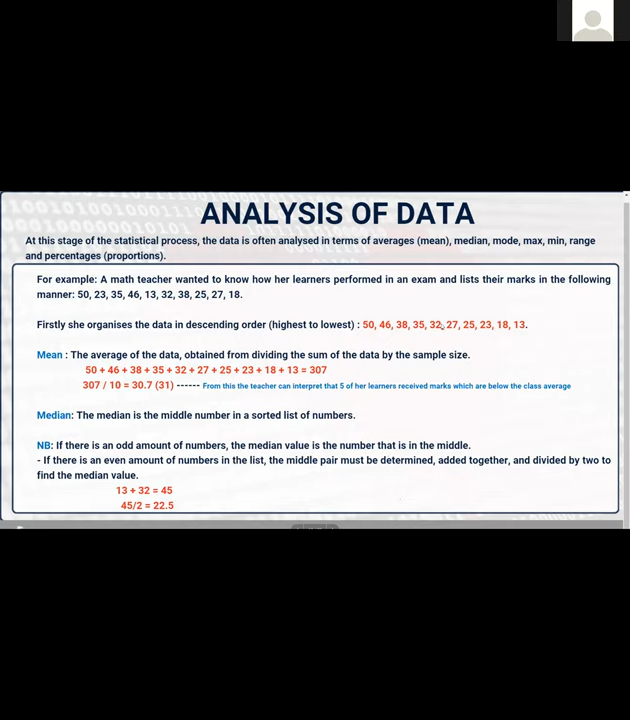 ANALYSIS OF DATA
At this stage of the statistical process, the data is often analysed in terms of averages (mean), median, mode, max, min, range
and percentages (proportions).
For example: A math teacher wanted to know how her learners performed in an exam and lists their marks in the following
manner: 50, 23, 35, 46, 13, 32, 38, 25, 27, 18.
Firstly she organises the data in descending order (highest to lowest) : 50, 46, 38, 35, 32, 27, 25, 23, 18, 13.
Mean : The average of the data, obtained from dividing the sum of the data by the sample size.
50 + 46 + 38 + 35 + 32 + 27 + 25 + 23 + 18 + 13 = 307
307 / 10 = 30.7 (31) ------ From this the teacher can interpret that 5 of her learners received marks which are below the class average
Median: The median is the middle number in a sorted list of numbers.
NB: If there is an odd amount of numbers, the median value is the number that is in the middle.
- If there is an even amount of numbers in the list, the middle pair must be determined, added together, and divided by two to
find the median value.
13 + 32 = 45
45/2 = 22.5